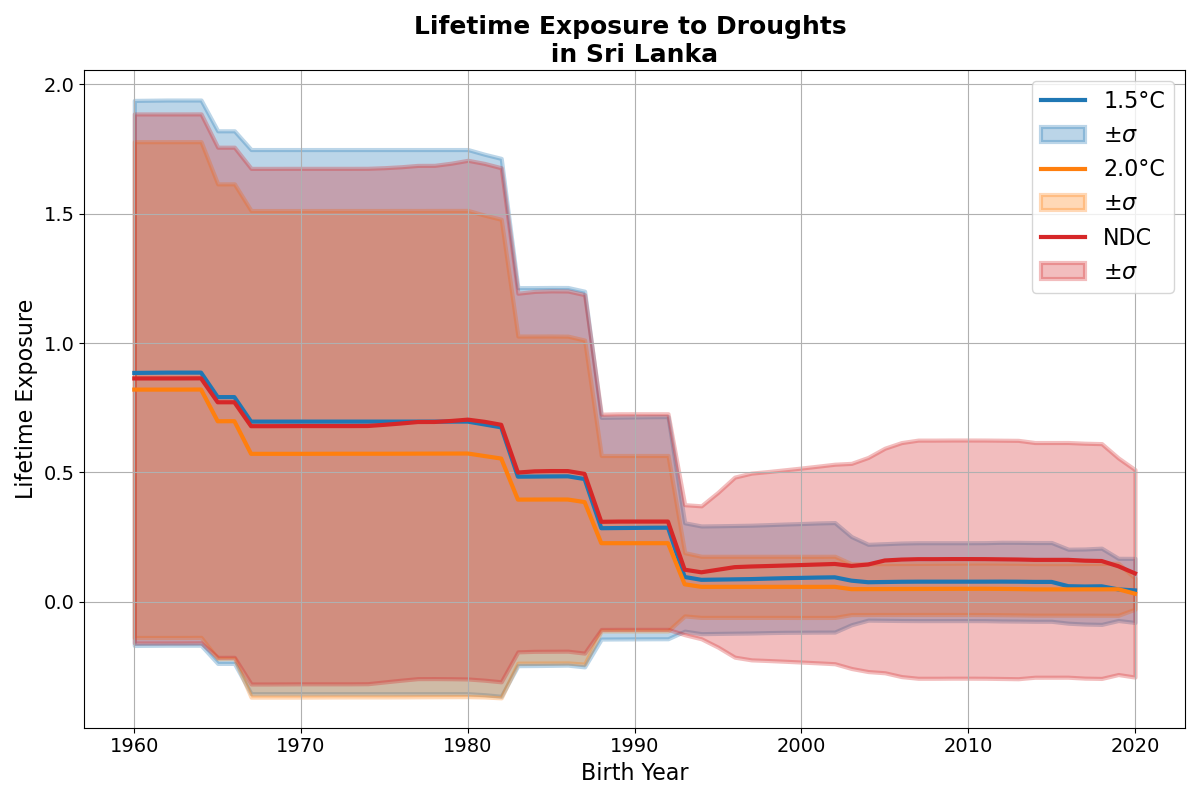 Lifetime Exposure to Droughts
in Sri Lanka
Lifetime Exposure
2.0
1.5
1.0
0.5
0.0
1960
1970
1980
1990
2000
2010
2020
Birth Year
1.5°C
±σ
2.0°C
±σ
NDC
±σ